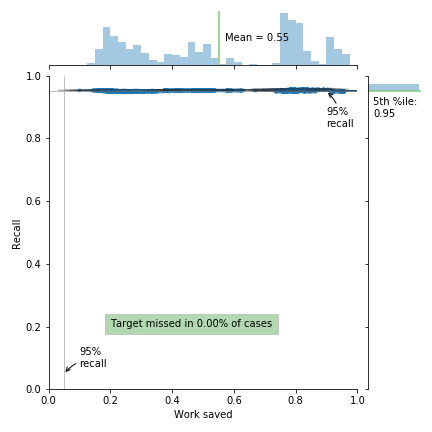 Mean = 0.55
1.0
0.8
0.6
0.4
0.2
0.0
Recall
5th %ile:
0.95
95%
recall
Target missed in 0.00% of cases
95%
recall
0.0 0.2 0.4 0.6 0.8 1.0
Work saved